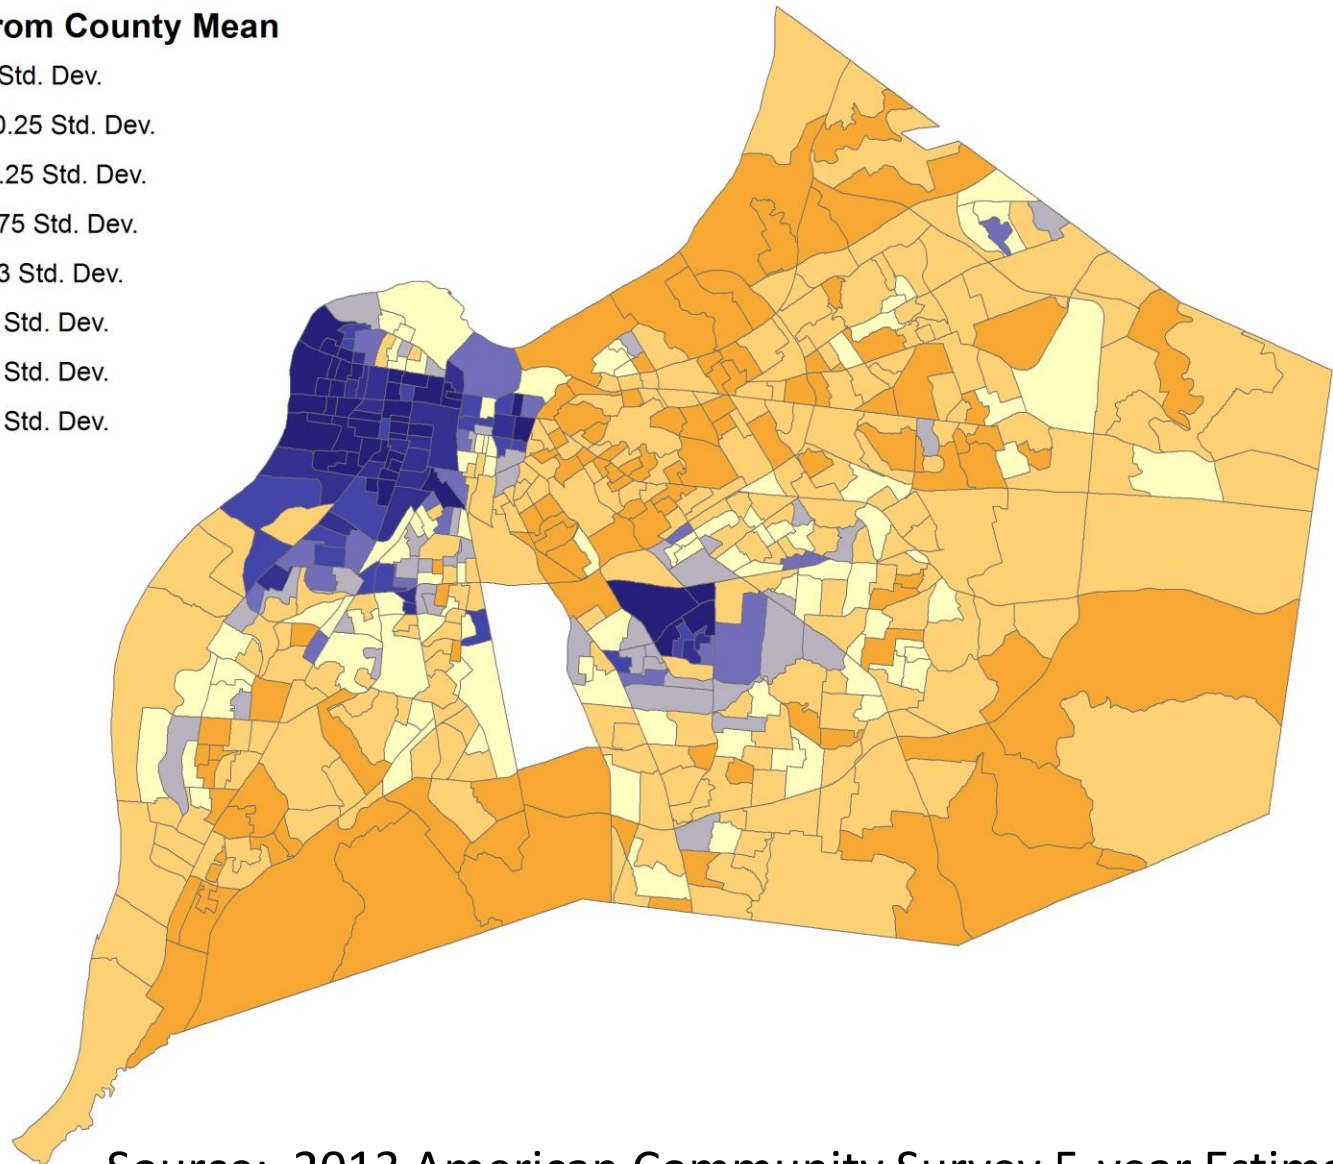 rom County Mean
Std. Dev.
0.25 Std. Dev.
.25 Std. Dev.
75 Std. Dev.
3 Std. Dev.
Std. Dev.
Std. Dev.
Std. Dev.
Source: 2013 American Community Survey 5-year Estima